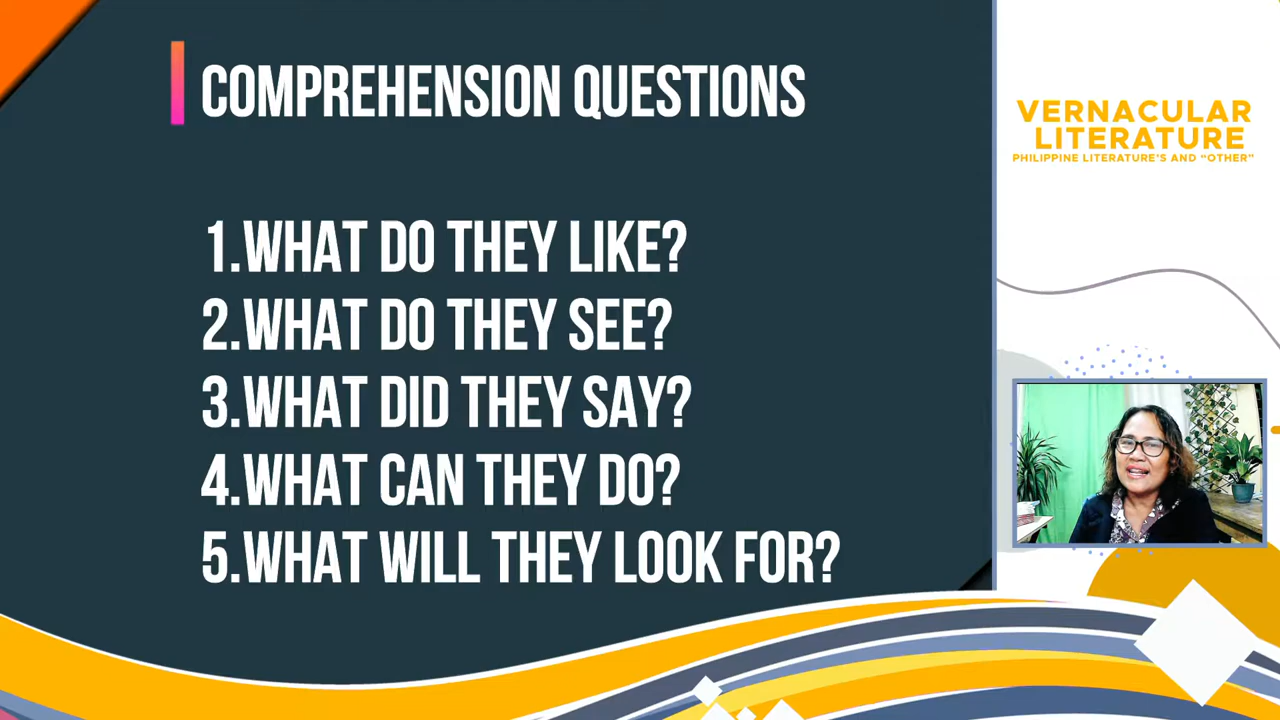 COMPREHENSION QUESTIONS
1.WHAT DO THEY LIKE?
2.WHAT DO THEY SEE?
3.WHAT DID THEY SAY?
4.WHAT CAN THEY DO?
5.WHAT WILL THEY LOOK FOR?
VERNACULAR
LITERATURE
PHILIPPINE LITERATURE'S AND "OTHER"